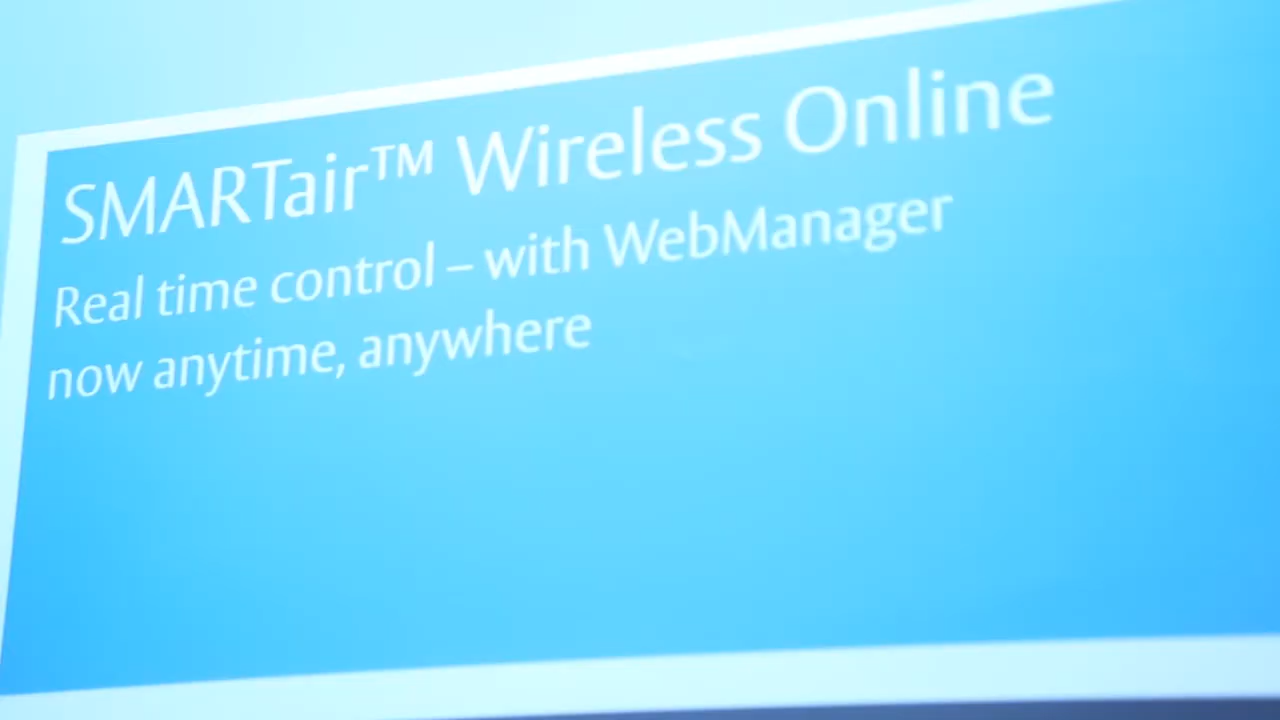 SMARTair™ Wireless Online
Real time control – with WebManager
now anytime, anywhere